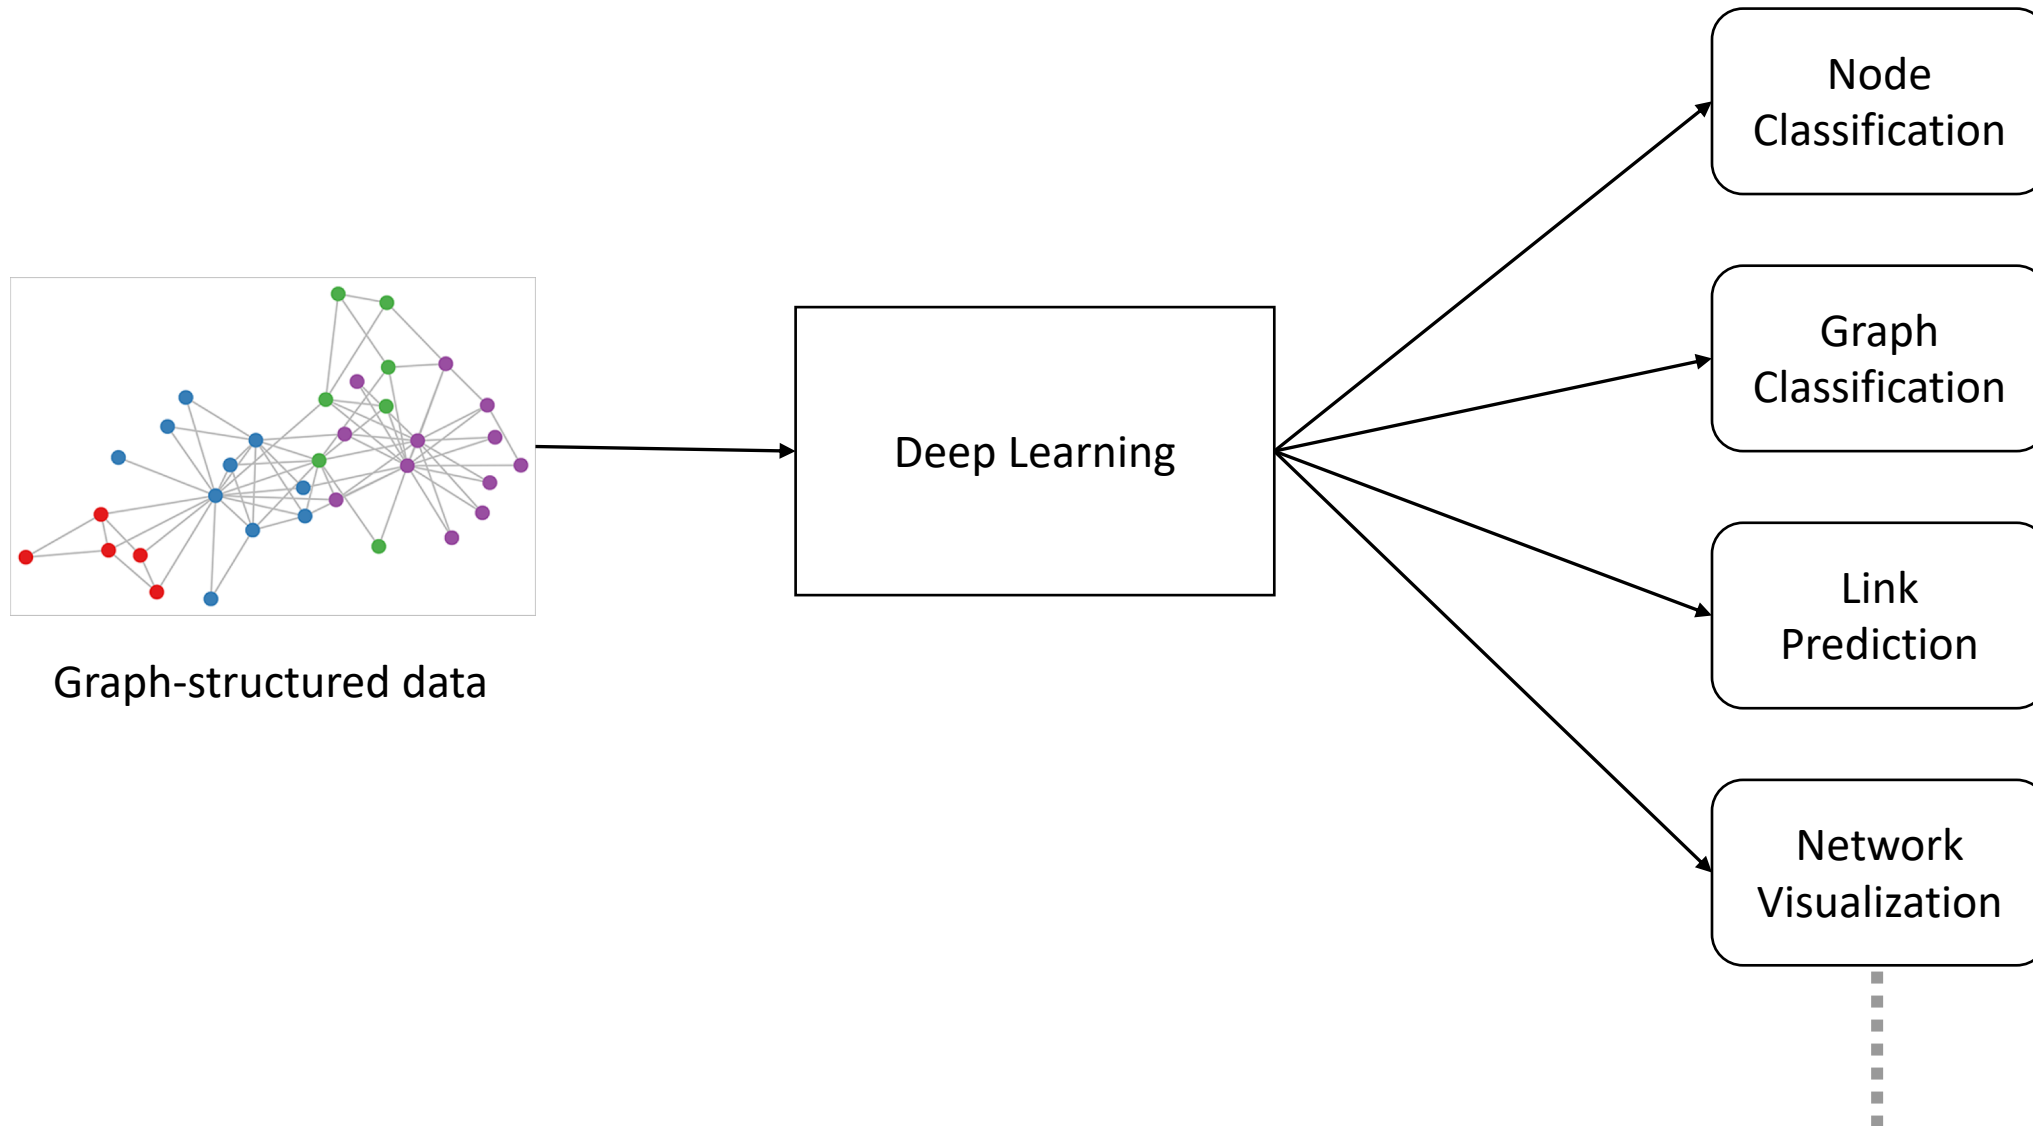 Graph-structured data
Deep Learning
Node
Classification
Graph
Classification
Link
Prediction
Network
Visualization